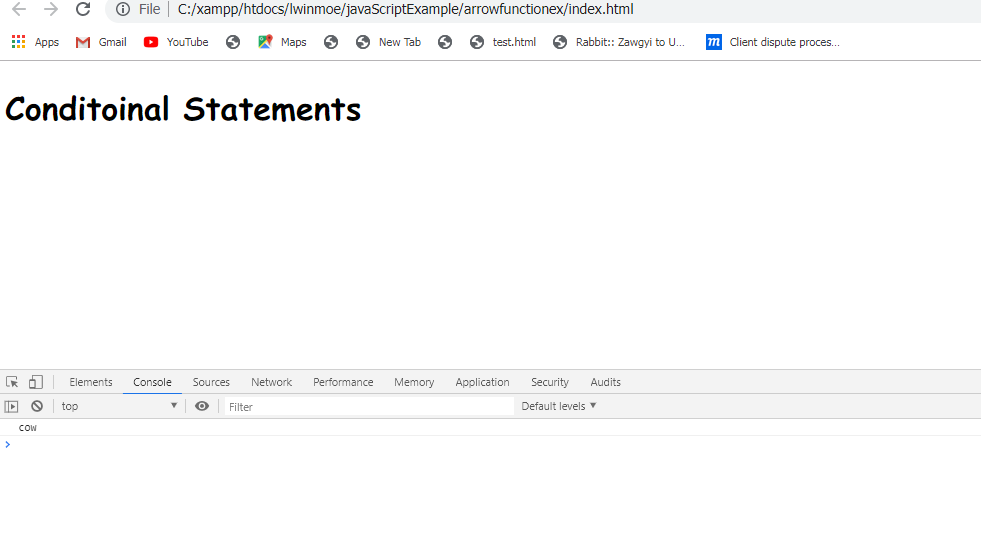 File C:/xampp/htdocs/lwinmoe/javaScriptExample/arrowfunctionex/index.html
Apps Gmail YouTube Maps New Tab test.html Rabbit:: Zawgyi to U... m Client dispute proces...
Conditoinal Statements
Elements Console Sources Network Performance Memory Application Security Audits
top Filter Default levels
cow